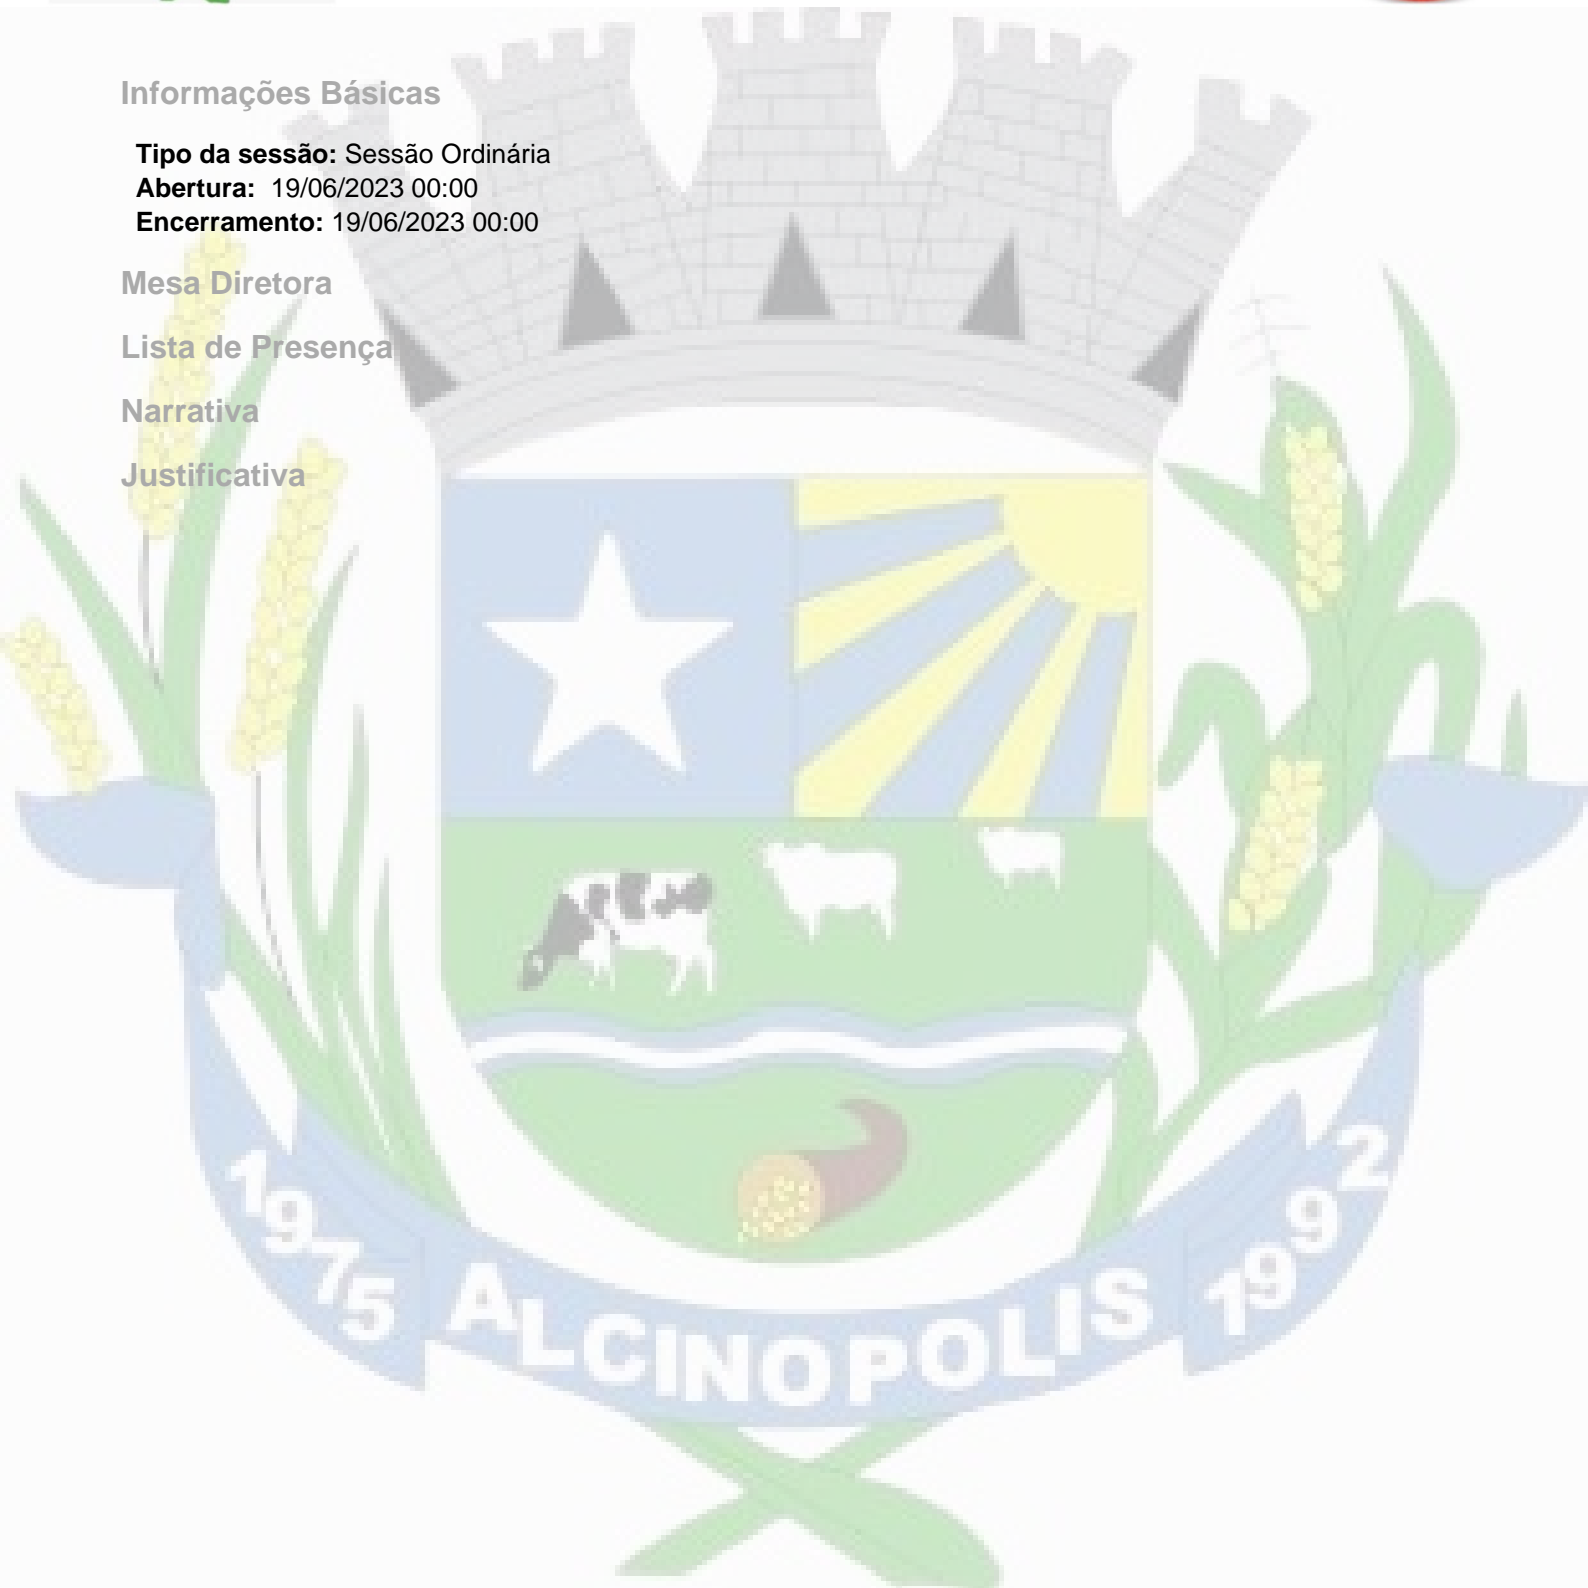 Informações Básicas
Tipo da sessão: Sessão Ordinária
Abertura: 19/06/2023 00:00
Encerramento: 19/06/2023 00:00
Mesa Diretora
Lista de Presença
Narrativa
Justificativa
1975 ALCINOPOLIS 1992